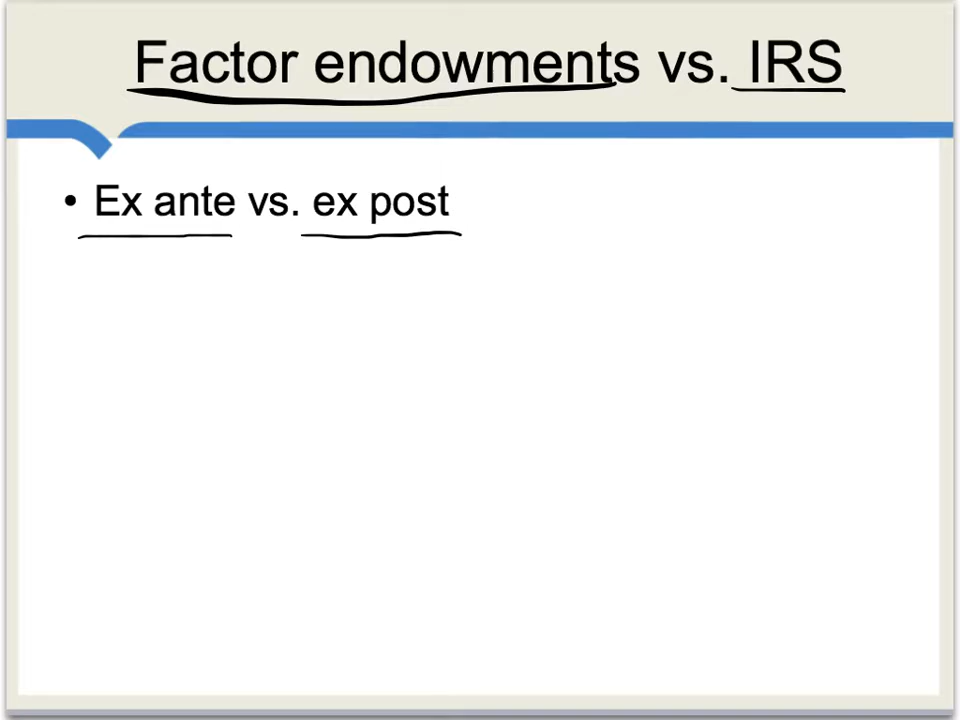 Factor endowments vs. IRS
• Ex ante vs. ex post